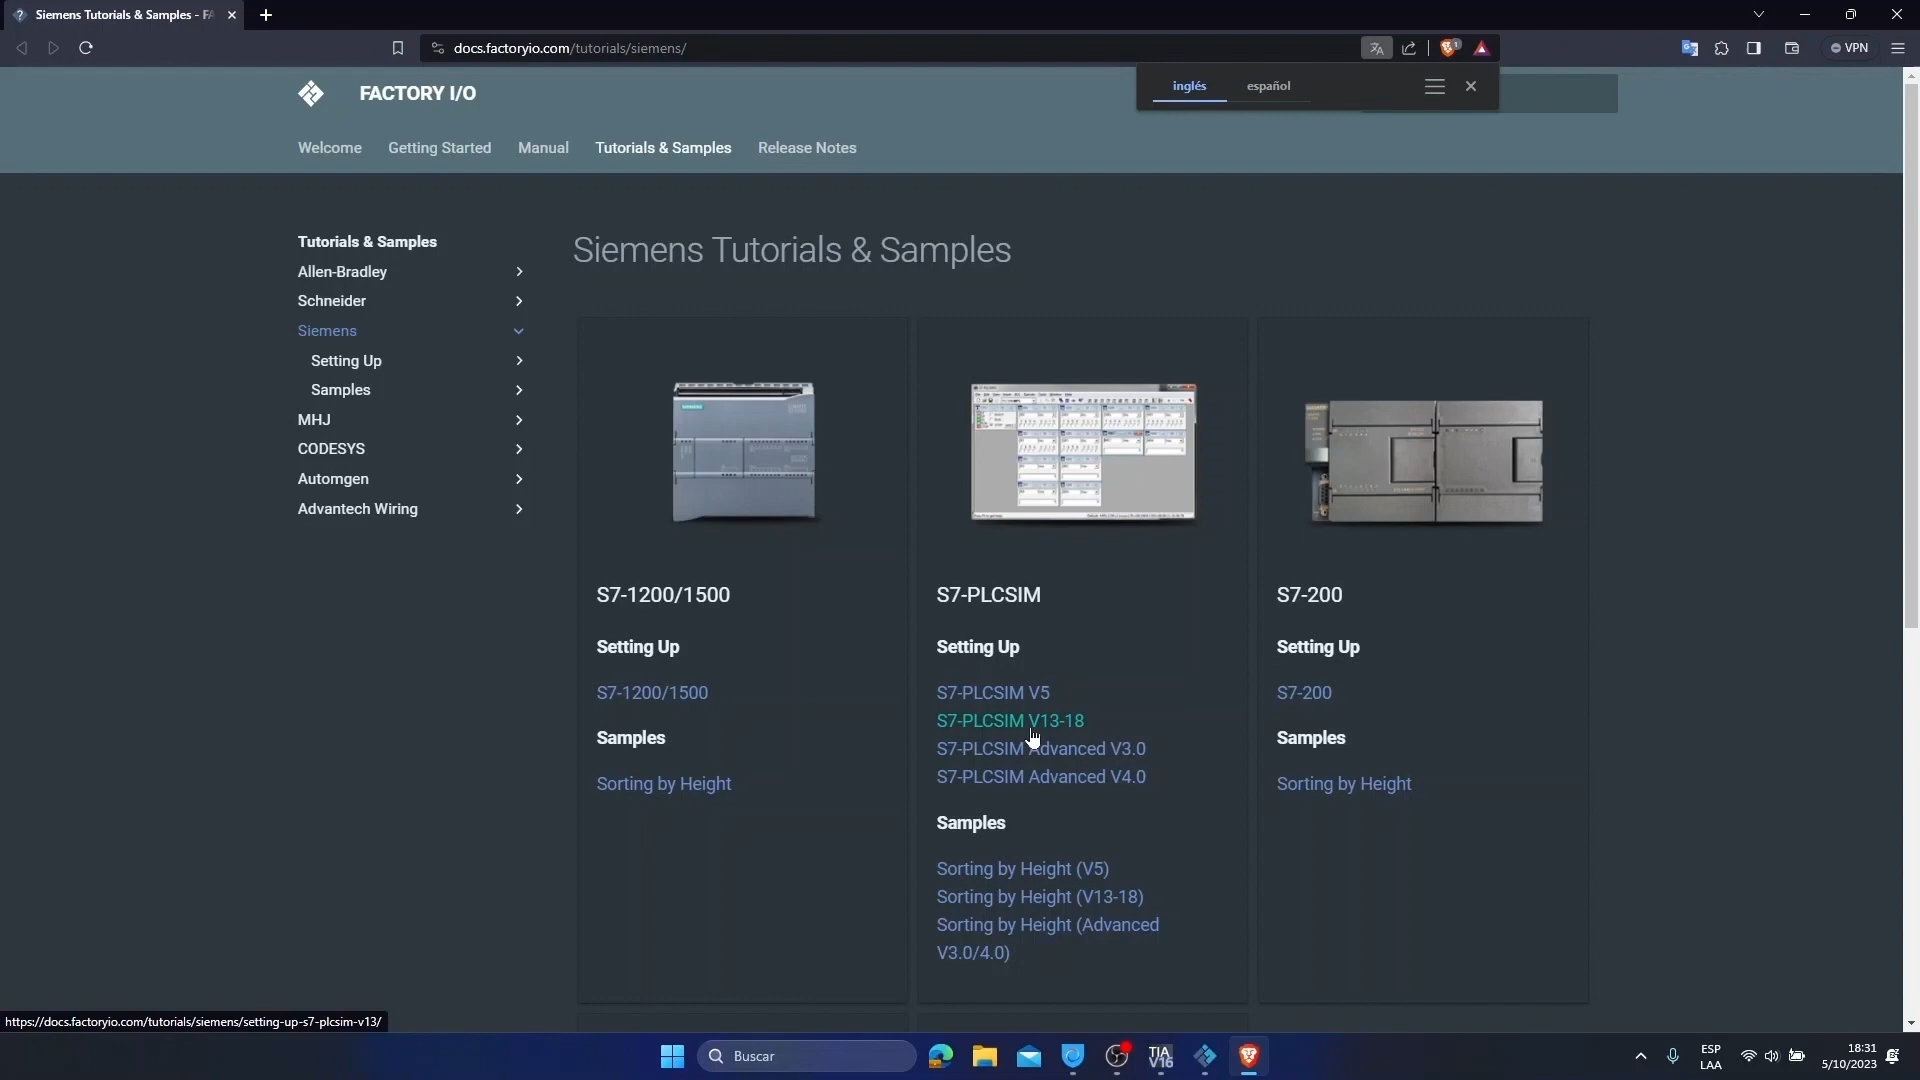 Siemens Tutorials & Samples - FA
docs.factoryio.com/tutorials/siemens/
VPN
inglés
español
FACTORY I/O
Welcome
Getting Started
Manual
Tutorials & Samples
Release Notes
Tutorials & Samples
Allen-Bradley
Schneider
Siemens
Setting Up
Samples
MHJ
CODESYS
Automgen
Advantech Wiring
Siemens Tutorials & Samples
S7-1200/1500
Setting Up
S7-1200/1500
Samples
Sorting by Height
S7-PLCSIM
Setting Up
S7-PLCSIM V5
S7-PLCSIM V13-18
S7-PLCSIM Advanced V3.0
S7-PLCSIM Advanced V4.0
Samples
Sorting by Height (V5)
Sorting by Height (V13-18)
Sorting by Height (Advanced
V3.0/4.0)
S7-200
Setting Up
S7-200
Samples
Sorting by Height
https://docs.factoryio.com/tutorials/siemens/setting-up-s7-plcsim-v13/
Buscar
TIA
V16
ESP
LAA
18:31
5/10/2023